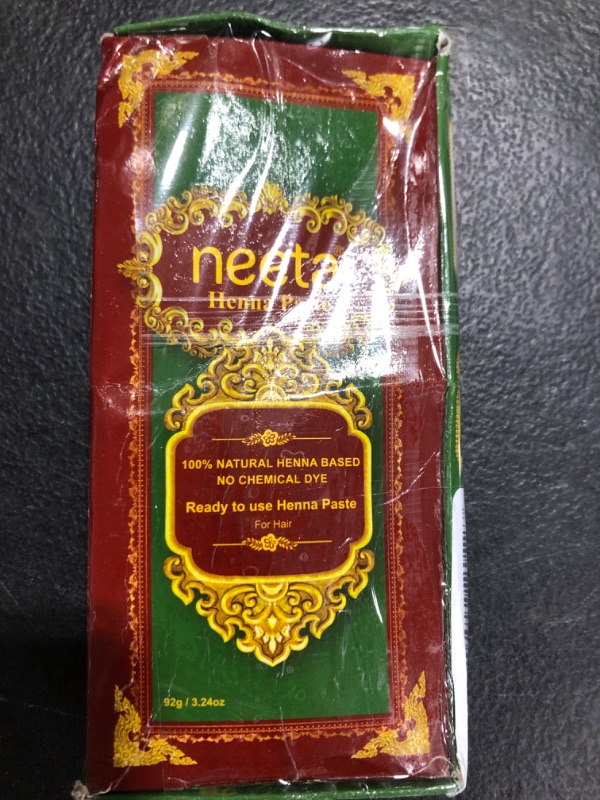 neeta
Henna Paste
100% NATURAL HENNA BASED
NO CHEMICAL DYE
Ready to use Henna Paste
For Hair
92g / 3.24oz